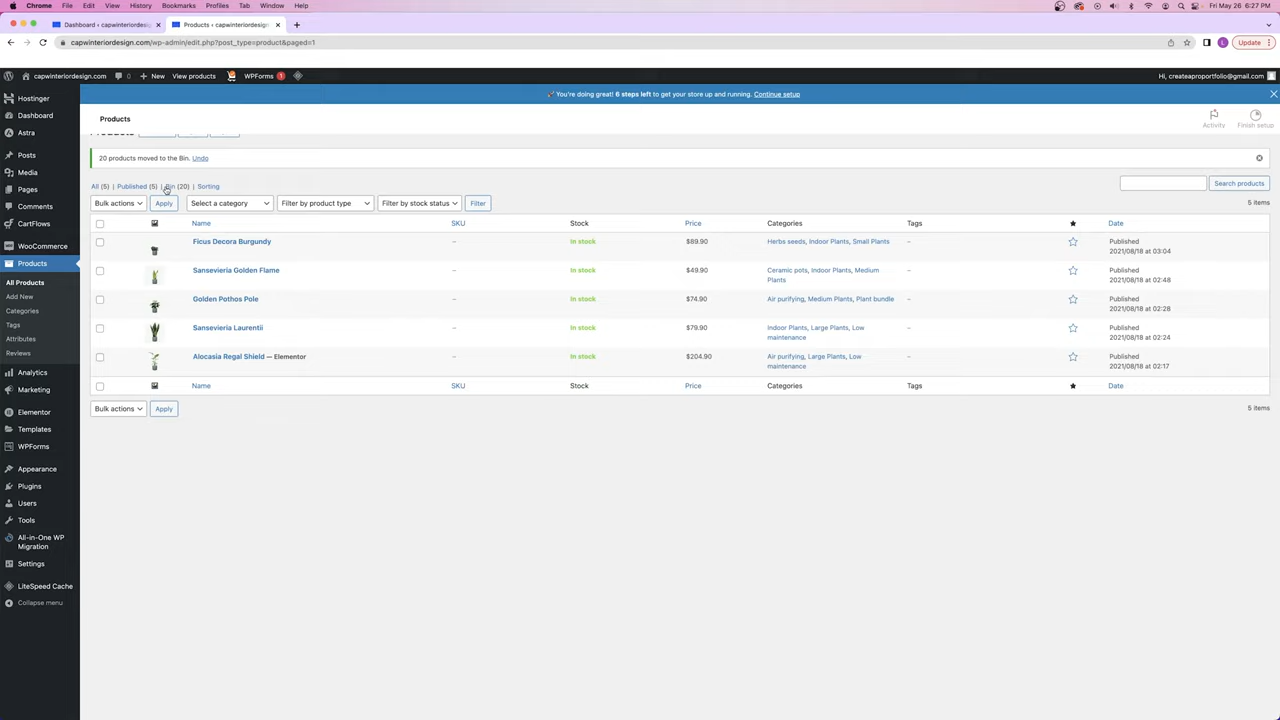 Chrome File Edit View History Bookmarks Profiles Tab Window Help
Fri May 26 6:27 PM
Dashboard ‹ capwinteriordesig
Products ‹ capwinteriordesign
capwinteriordesign.com/wp-admin/edit.php?post_type=product&paged=1
L
Update
capwinteriordesign.com 0 New View products WPForms 1
Hi, createaproportfolio@gmail.com
You're doing great! 6 steps left to get your store up and running. Continue setup
Hostinger
Dashboard
Astra
Posts
Media
Pages
Comments
CartFlows
WooCommerce
Products
All Products
Add New
Categories
Tags
Attributes
Reviews
Analytics
Marketing
Elementor
Templates
WPForms
Appearance
Plugins
Users
Tools
All-in-One WP
Migration
Settings
LiteSpeed Cache
Collapse menu
Products
Activity
Finish setup
Products
20 products moved to the Bin. Undo
All (5) | Published (5) | Bin (20) | Sorting
Search products
Bulk actions Apply Select a category Filter by product type Filter by stock status Filter
5 items
Name SKU Stock Price Categories Tags Date
Ficus Decora Burgundy – In stock $89.90 Herbs seeds, Indoor Plants, Small Plants – Published
2021/08/18 at 03:04
Sansevieria Golden Flame – In stock $49.90 Ceramic pots, Indoor Plants, Medium – Published
Plants 2021/08/18 at 02:48
Golden Pothos Pole – In stock $74.90 Air purifying, Medium Plants, Plant bundle – Published
2021/08/18 at 02:28
Sansevieria Laurentii – In stock $79.90 Indoor Plants, Large Plants, Low – Published
maintenance 2021/08/18 at 02:24
Alocasia Regal Shield — Elementor – In stock $204.90 Air purifying, Large Plants, Low – Published
maintenance 2021/08/18 at 02:17
Name SKU Stock Price Categories Tags Date
Bulk actions Apply
5 items